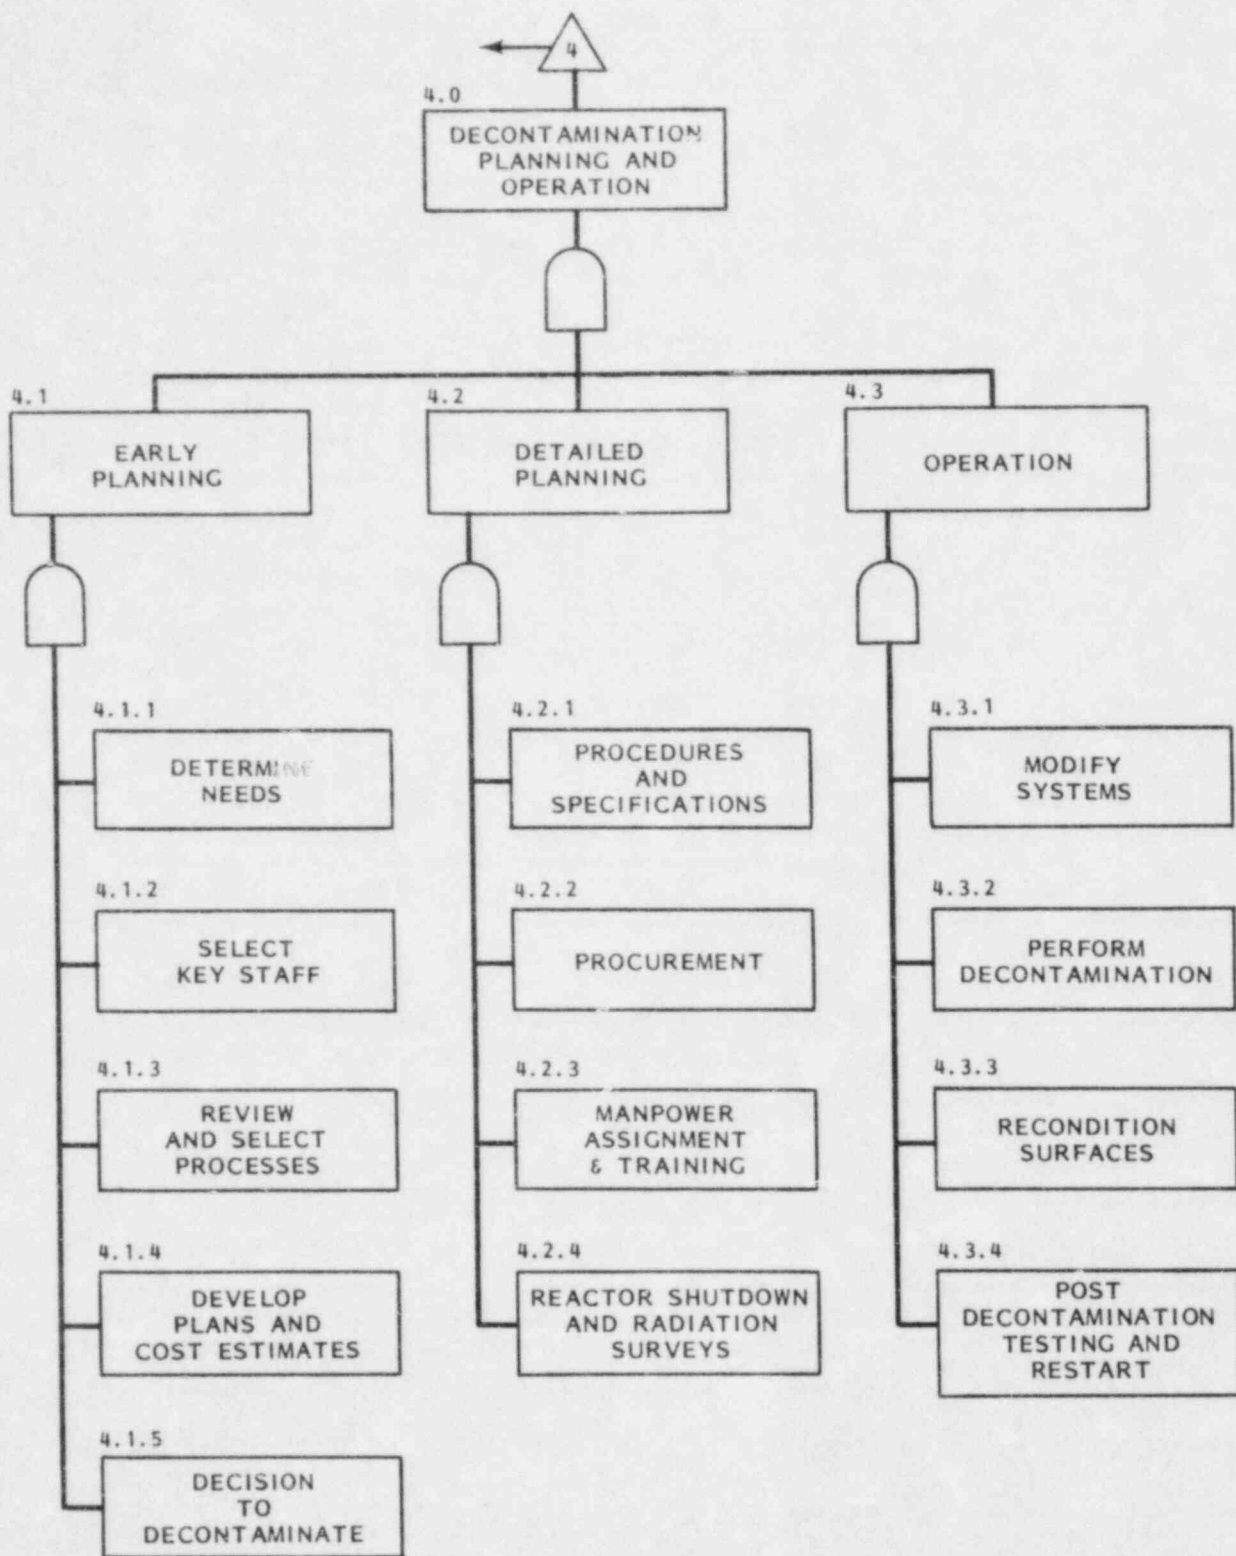 4
4.0
DECONTAMINATION
PLANNING AND
OPERATION
4.1
EARLY
PLANNING
4.2
DETAILED
PLANNING
4.3
OPERATION
4.1.1
DETERMINE
NEEDS
4.1.2
SELECT
KEY STAFF
4.1.3
REVIEW
AND SELECT
PROCESSES
4.1.4
DEVELOP
PLANS AND
COST ESTIMATES
4.1.5
DECISION
TO
DECONTAMINATE
4.2.1
PROCEDURES
AND
SPECIFICATIONS
4.2.2
PROCUREMENT
4.2.3
MANPOWER
ASSIGNMENT
& TRAINING
4.2.4
REACTOR SHUTDOWN
AND RADIATION
SURVEYS
4.3.1
MODIFY
SYSTEMS
4.3.2
PERFORM
DECONTAMINATION
4.3.3
RECONDITION
SURFACES
4.3.4
POST
DECONTAMINATION
TESTING AND
RESTART